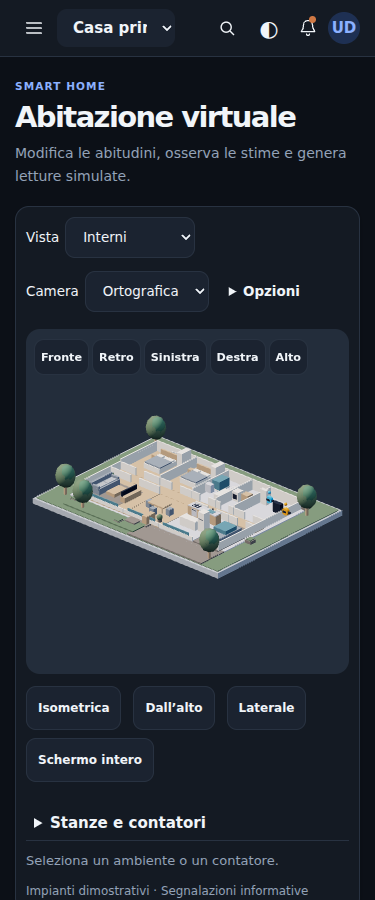 Casa prin
UD
SMART HOME
Abitazione virtuale
Modifica le abitudini, osserva le stime e genera
letture simulate.
Vista Interni
Camera Ortografica Opzioni
Fronte Retro Sinistra Destra Alto
Isometrica Dall’alto Laterale
Schermo intero
Stanze e contatori
Seleziona un ambiente o un contatore.
Impianti dimostrativi · Segnalazioni informative